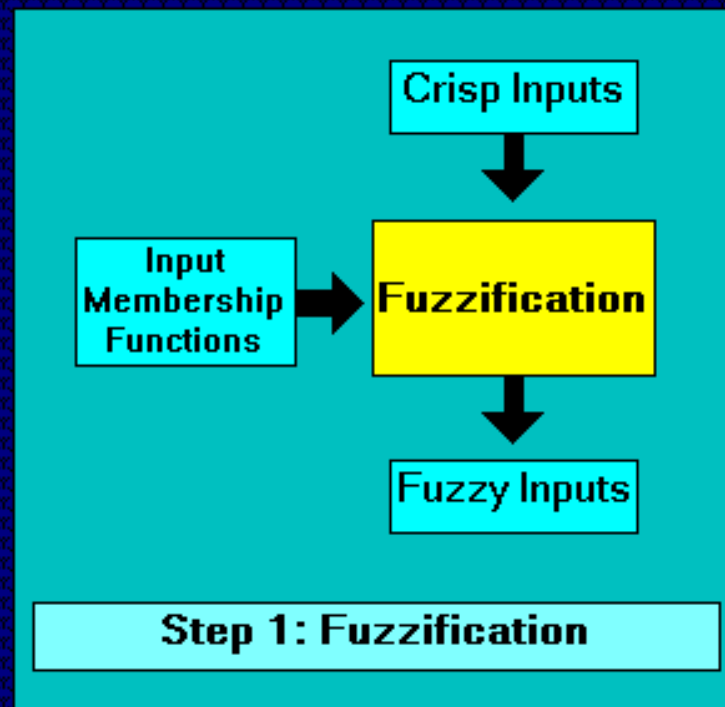 Crisp Inputs
Input
Membership
Functions
Fuzzification
Fuzzy Inputs
Step 1: Fuzzification